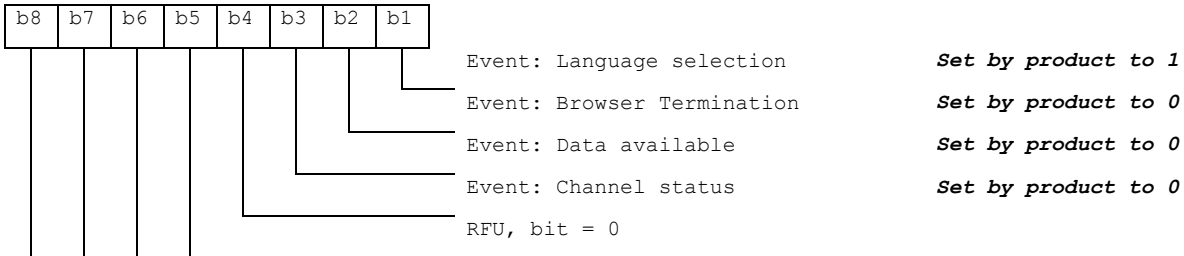 b8 b7 b6 b5 b4 b3 b2 b1
Event: Language selection Set by product to 1
Event: Browser Termination Set by product to 0
Event: Data available Set by product to 0
Event: Channel status Set by product to 0
RFU, bit = 0